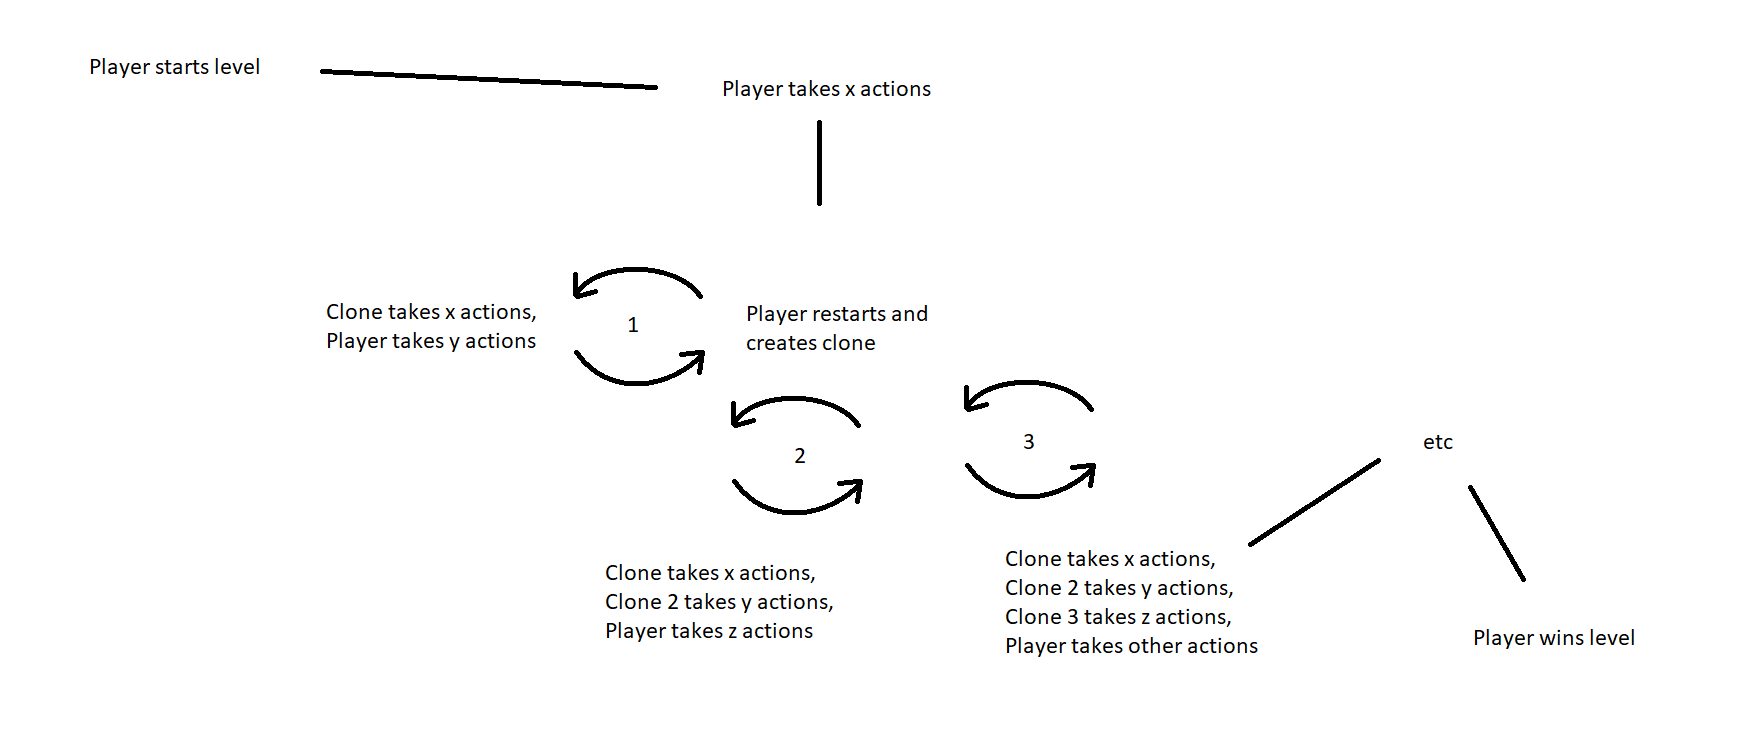 Player starts level
Player takes x actions
Clone takes x actions,
Player takes y actions
1
Player restarts and
creates clone
2
3
etc
Clone takes x actions,
Clone 2 takes y actions,
Player takes z actions
Clone takes x actions,
Clone 2 takes y actions,
Clone 3 takes z actions,
Player takes other actions
Player wins level